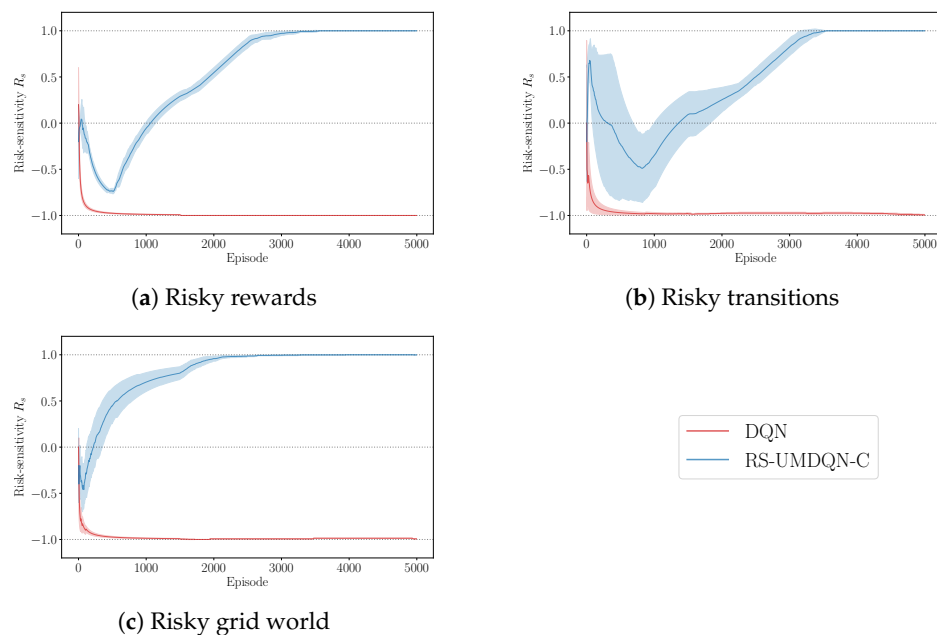 1.0
0.5
0.0
−0.5
−1.0
Risk-sensitivity R_s
0 1000 2000 3000 4000 5000
Episode
(a) Risky rewards
1.0
0.5
0.0
−0.5
−1.0
Risk-sensitivity R_s
0 1000 2000 3000 4000 5000
Episode
(b) Risky transitions
1.0
0.5
0.0
−0.5
−1.0
Risk-sensitivity R_s
0 1000 2000 3000 4000 5000
Episode
(c) Risky grid world
DQN
RS-UMDQN-C